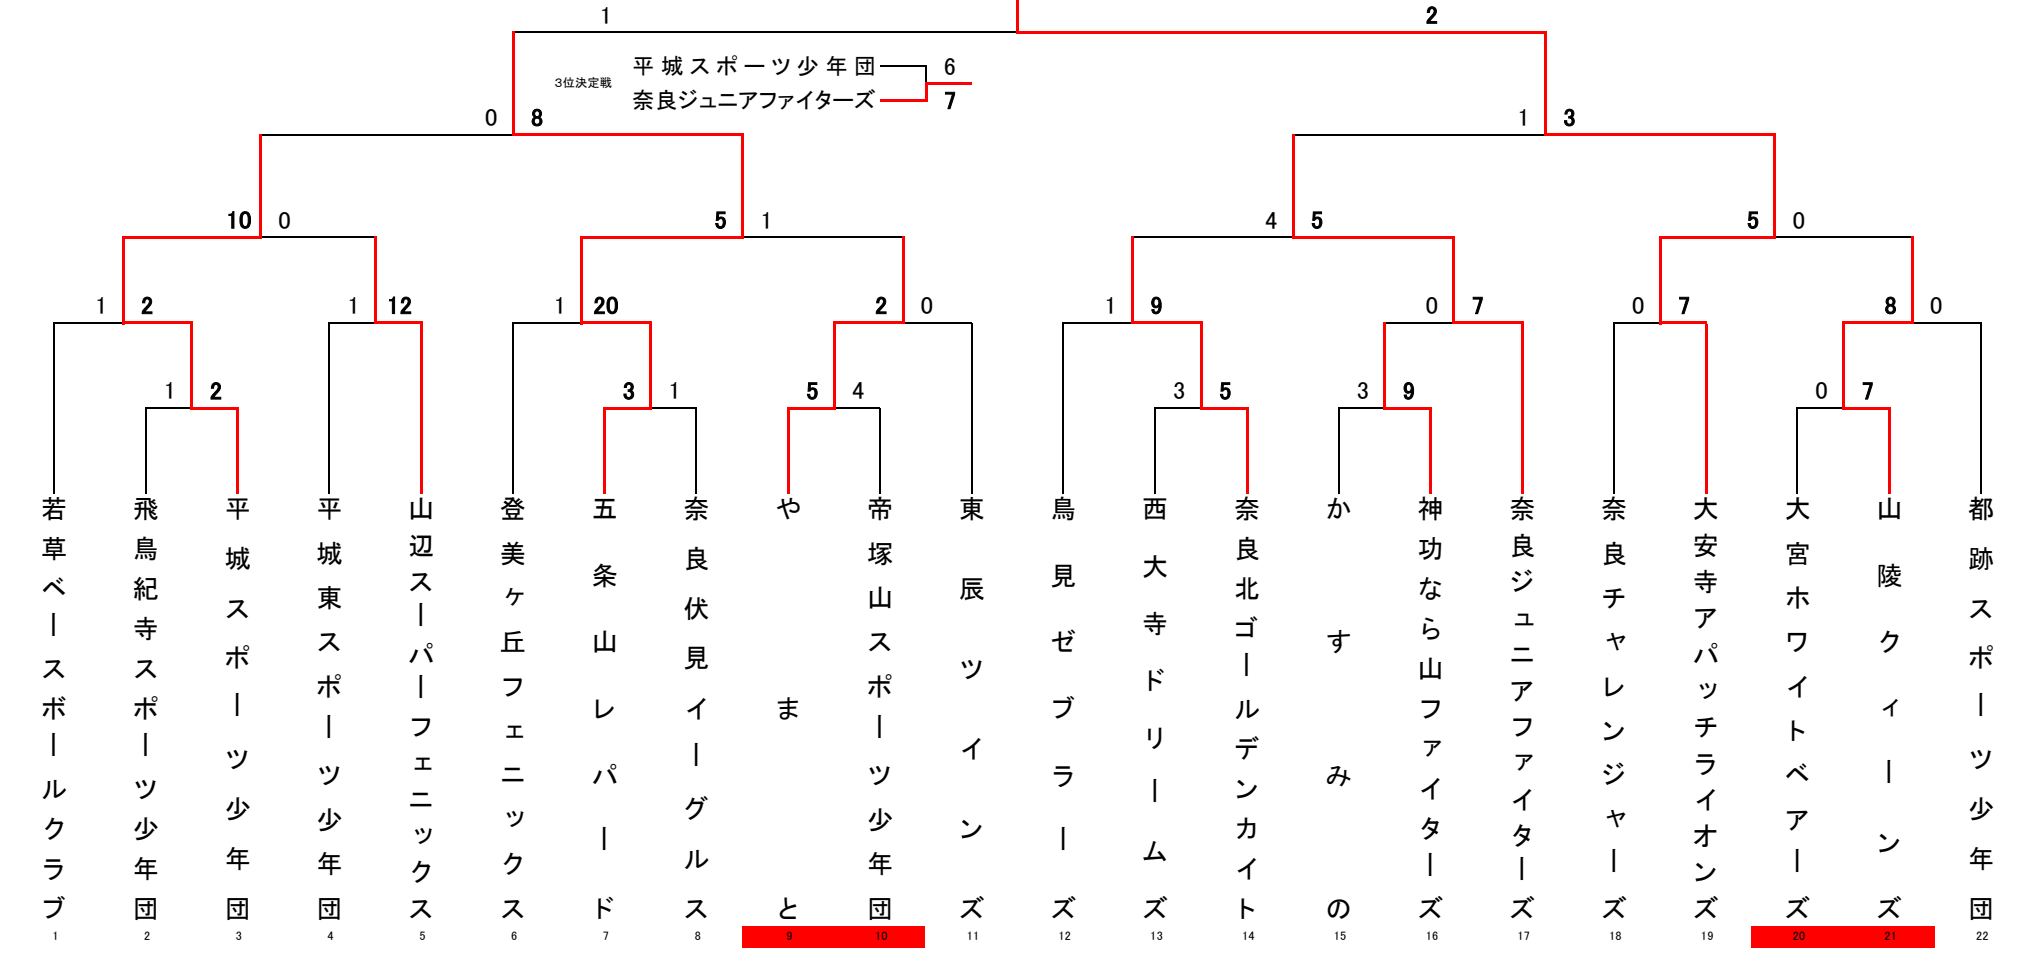 1 2
平城スポーツ少年団 6
3位決定戦
奈良ジュニアファイターズ 7
0 8 1 3
10 0 5 1 4 5 5 0
1 2 1 12 1 20 2 0 1 9 0 7 0 7 8 0
1 2 3 1 5 4 3 5 3 9 0 7
若草ベースボールクラブ
飛鳥紀寺スポーツ少年団
平城スポーツ少年団
平城東スポーツ少年団
山辺スーパーフェニックス
登美ヶ丘フェニックス
五条山レパード
奈良伏見イーグルス
やまと
帝塚山スポーツ少年団
東辰ツインズ
鳥見ゼブラーズ
西大寺ドリームズ
奈良北ゴールデンカイト
かすみの
神功なら山ファイターズ
奈良ジュニアファイターズ
奈良チャレンジャーズ
大安寺アパッチライオンズ
大宮ホワイトベアーズ
山陵クィーンズ
都跡スポーツ少年団
1 2 3 4 5 6 7 8 9 10 11 12 13 14 15 16 17 18 19 20 21 22